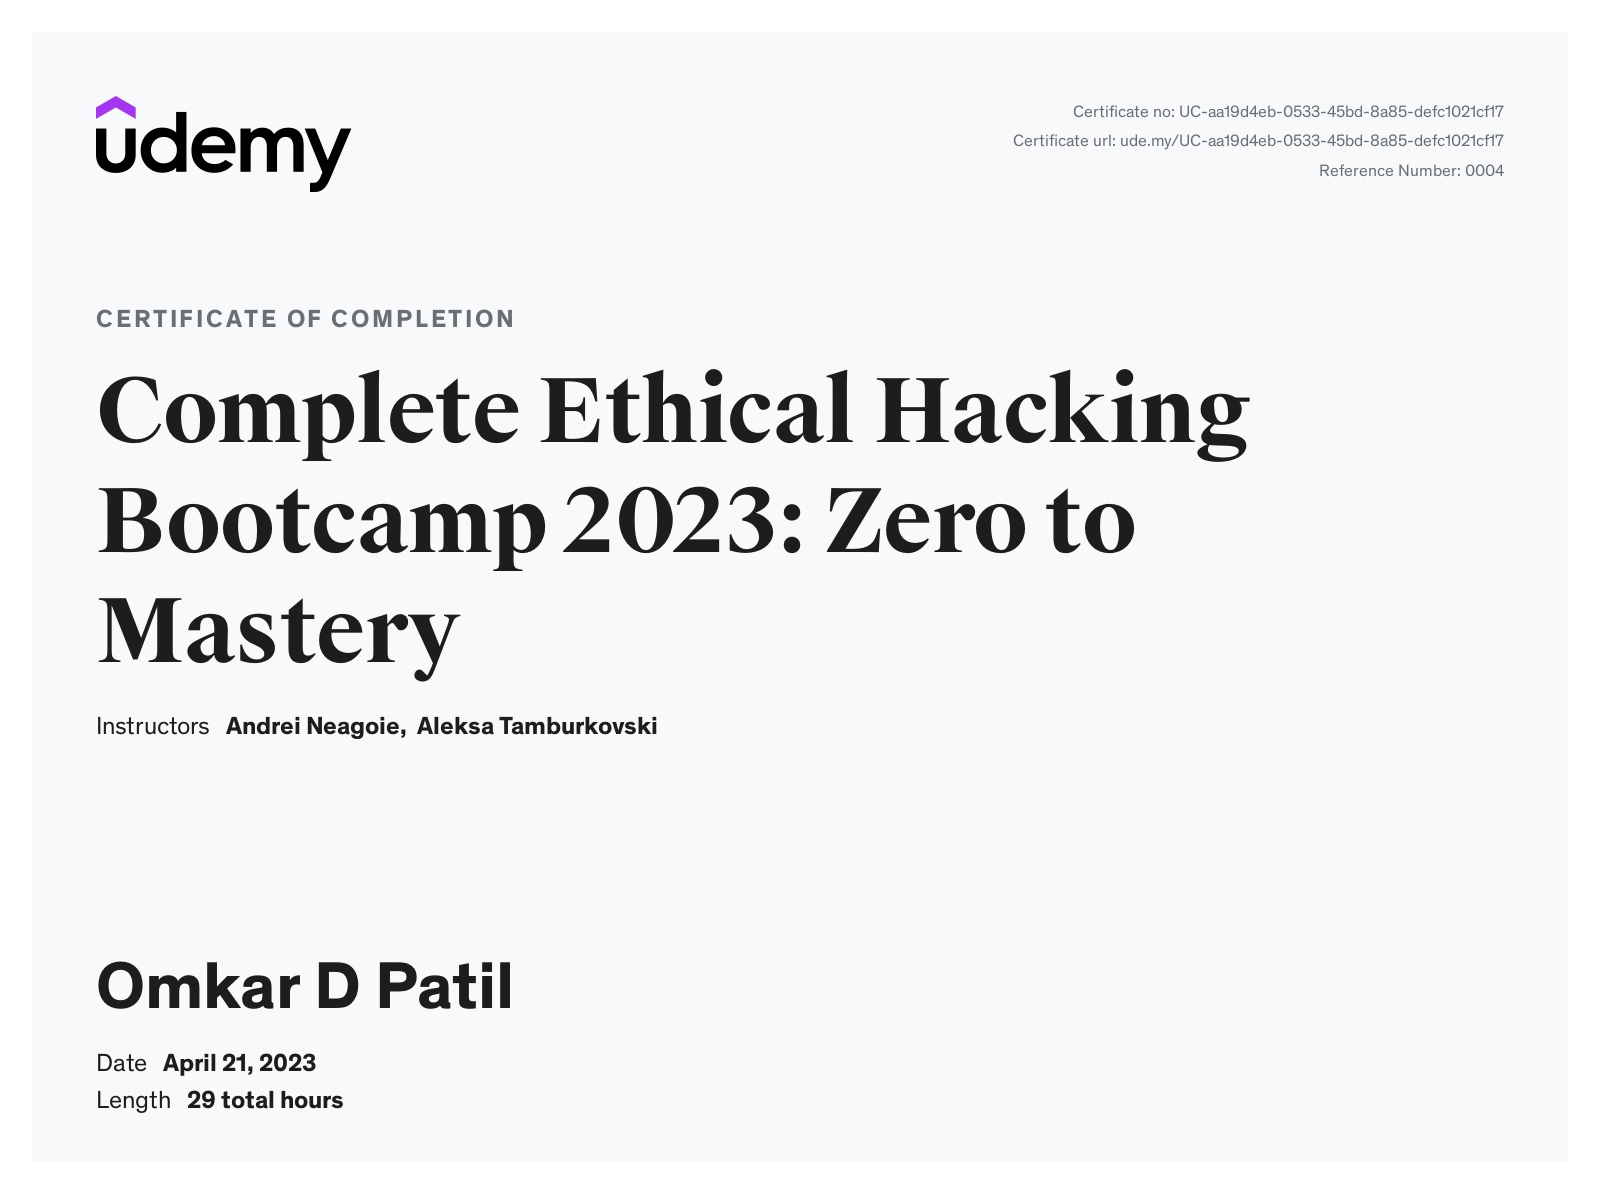 udemy
Certificate no: UC-aa19d4eb-0533-45bd-8a85-defc1021cf17
Certificate url: ude.my/UC-aa19d4eb-0533-45bd-8a85-defc1021cf17
Reference Number: 0004
CERTIFICATE OF COMPLETION
Complete Ethical Hacking
Bootcamp 2023: Zero to
Mastery
Instructors Andrei Neagoie, Aleksa Tamburkovski
Omkar D Patil
Date April 21, 2023
Length 29 total hours